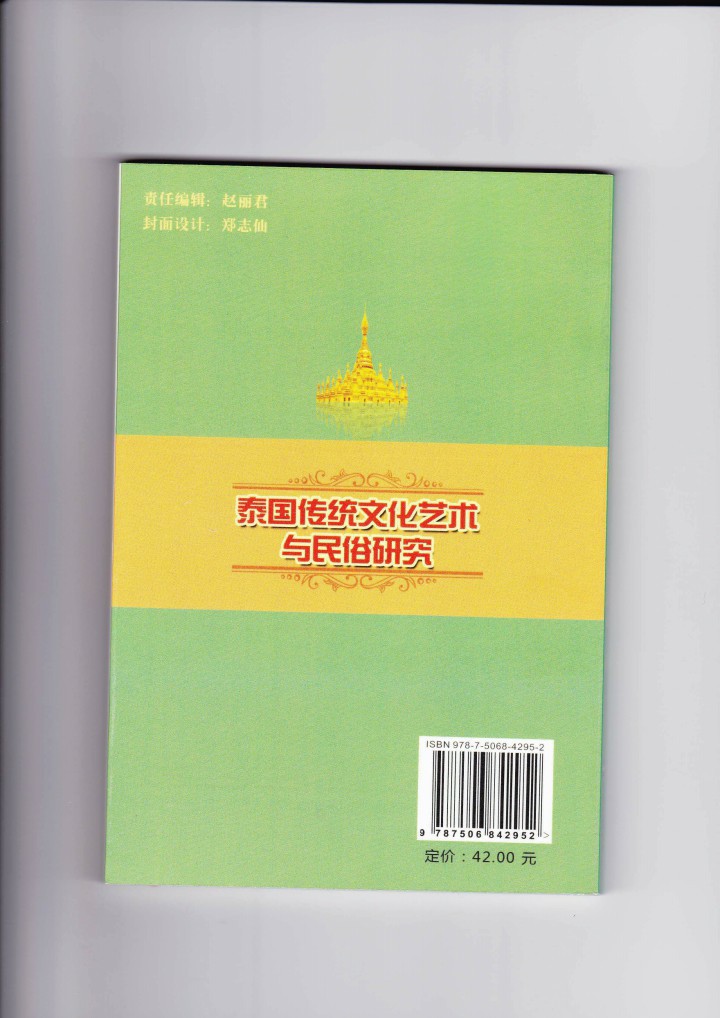 责任编辑：赵丽君
封面设计：郑志仙
泰国传统文化艺术
与民俗研究
ISBN 978-7-5068-4295-2
9 787506 842952 >
定价：42.00 元